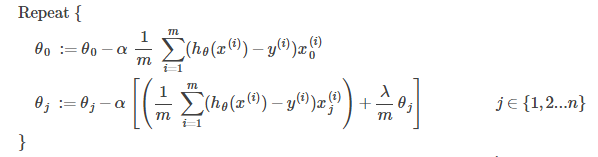 Repeat {
θ₀ := θ₀ − α (1/m) ∑_{i=1}^{m} (h_θ(x^{(i)}) − y^{(i)}) x₀^{(i)}
θ_j := θ_j − α [ ( (1/m) ∑_{i=1}^{m} (h_θ(x^{(i)}) − y^{(i)}) x_j^{(i)} ) + (λ/m) θ_j ] j ∈ {1,2...n}
}